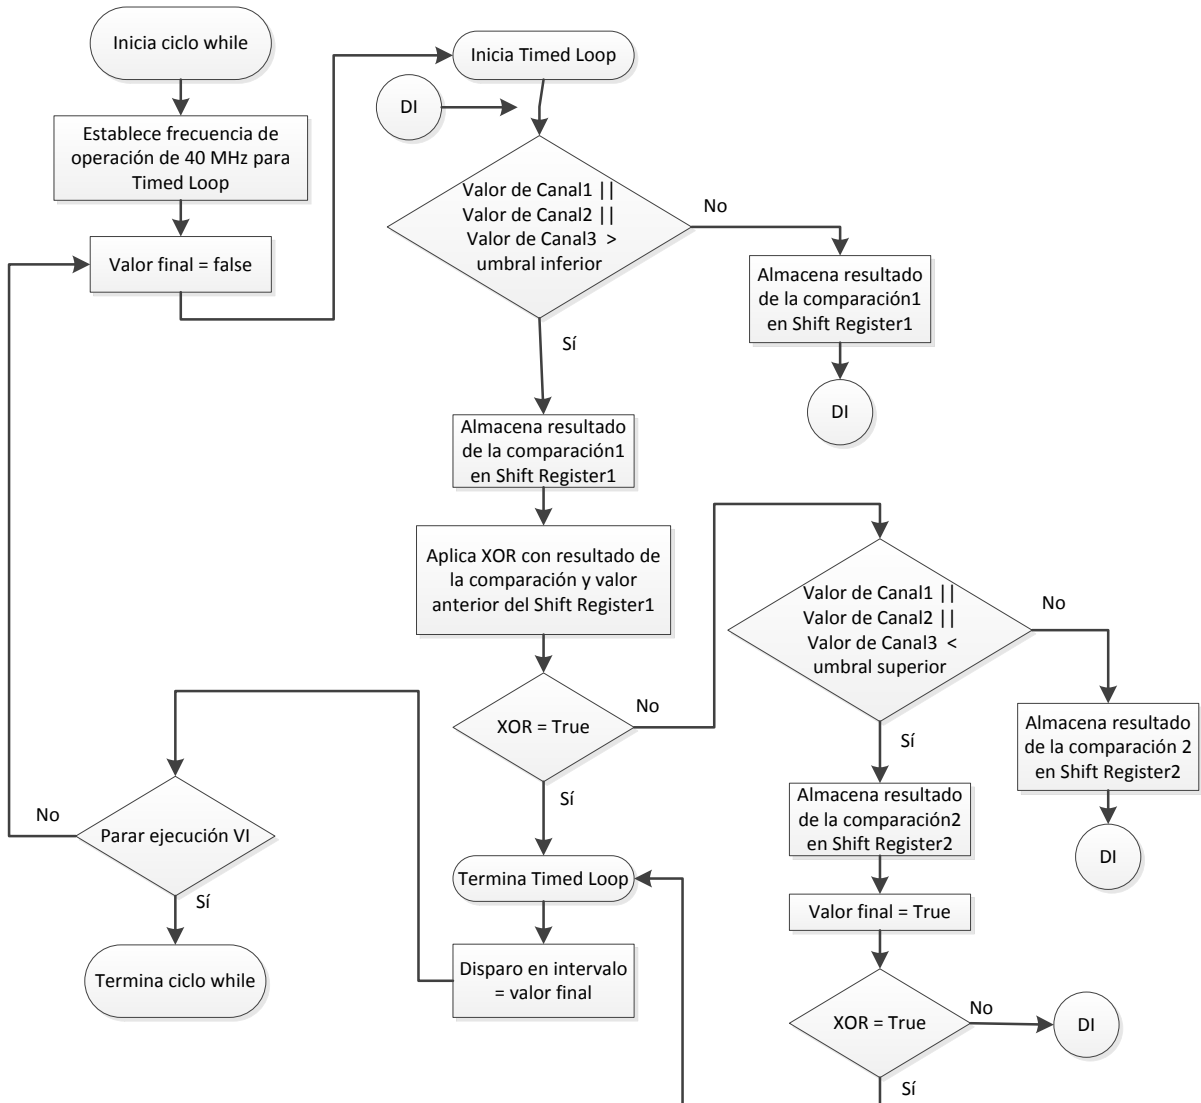 Inicia ciclo while
Establece frecuencia de
operación de 40 MHz para
Timed Loop
Valor final = false
Inicia Timed Loop
DI
Valor de Canal1 ||
Valor de Canal2 ||
Valor de Canal3 >
umbral inferior
No
Sí
Almacena resultado
de la comparación1
en Shift Register1
DI
Almacena resultado
de la comparación1
en Shift Register1
Aplica XOR con resultado de
la comparación y valor
anterior del Shift Register1
XOR = True
No
Sí
Valor de Canal1 ||
Valor de Canal2 ||
Valor de Canal3 <
umbral superior
No
Sí
Almacena resultado
de la comparación 2
en Shift Register2
DI
Almacena resultado
de la comparación2
en Shift Register2
Valor final = True
XOR = True
No
DI
Sí
Termina Timed Loop
Disparo en intervalo
= valor final
Parar ejecución VI
No
Sí
Termina ciclo while